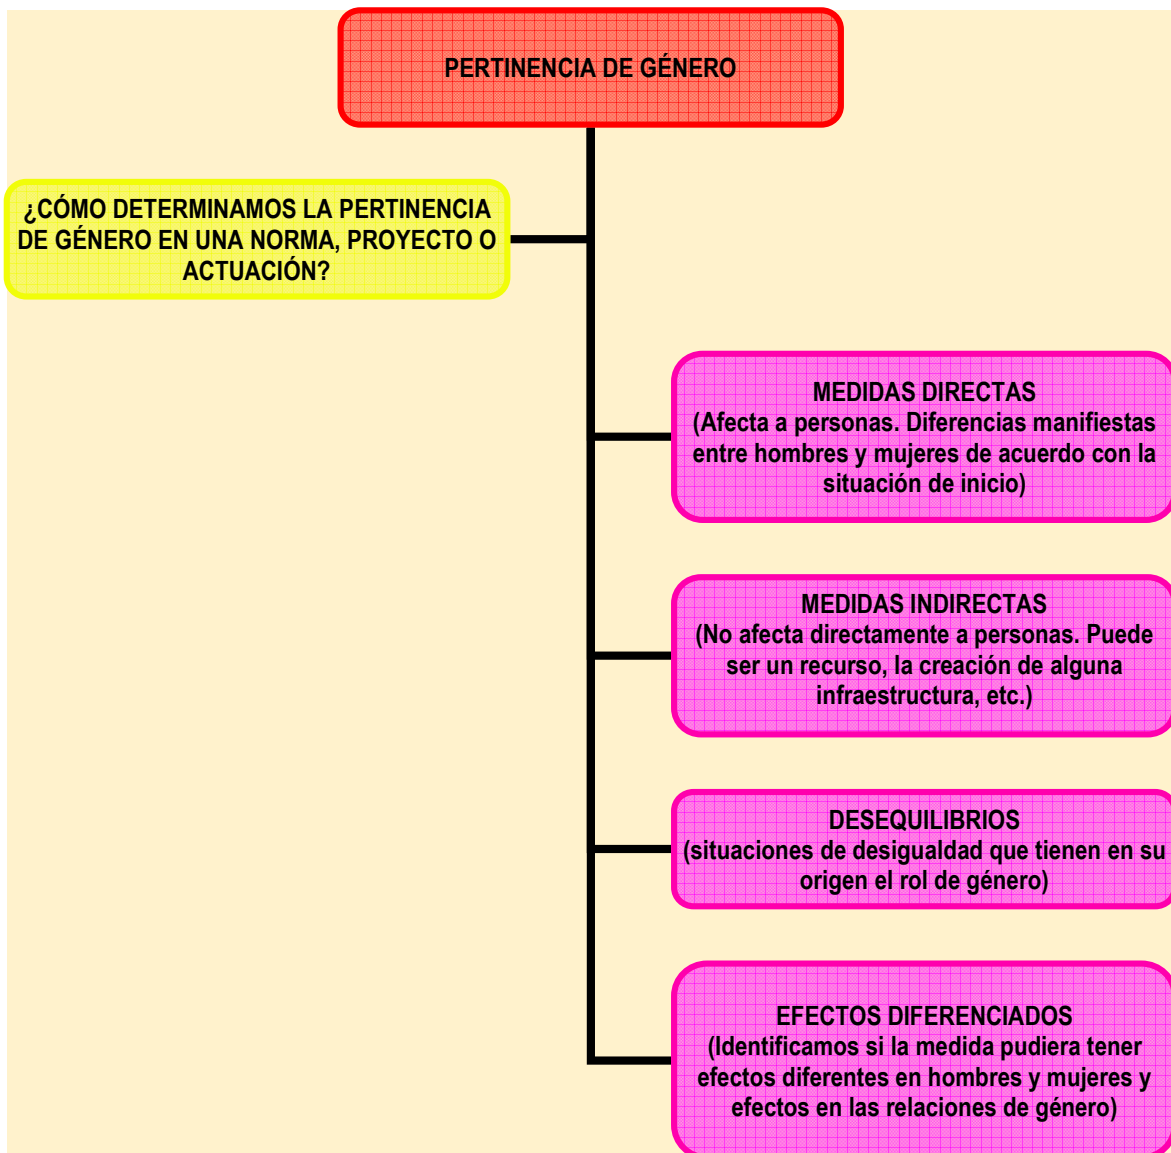 PERTINENCIA DE GÉNERO
¿CÓMO DETERMINAMOS LA PERTINENCIA
DE GÉNERO EN UNA NORMA, PROYECTO O
ACTUACIÓN?
MEDIDAS DIRECTAS
(Afecta a personas. Diferencias manifiestas
entre hombres y mujeres de acuerdo con la
situación de inicio)
MEDIDAS INDIRECTAS
(No afecta directamente a personas. Puede
ser un recurso, la creación de alguna
infraestructura, etc.)
DESEQUILIBRIOS
(situaciones de desigualdad que tienen en su
origen el rol de género)
EFECTOS DIFERENCIADOS
(Identificamos si la medida pudiera tener
efectos diferentes en hombres y mujeres y
efectos en las relaciones de género)